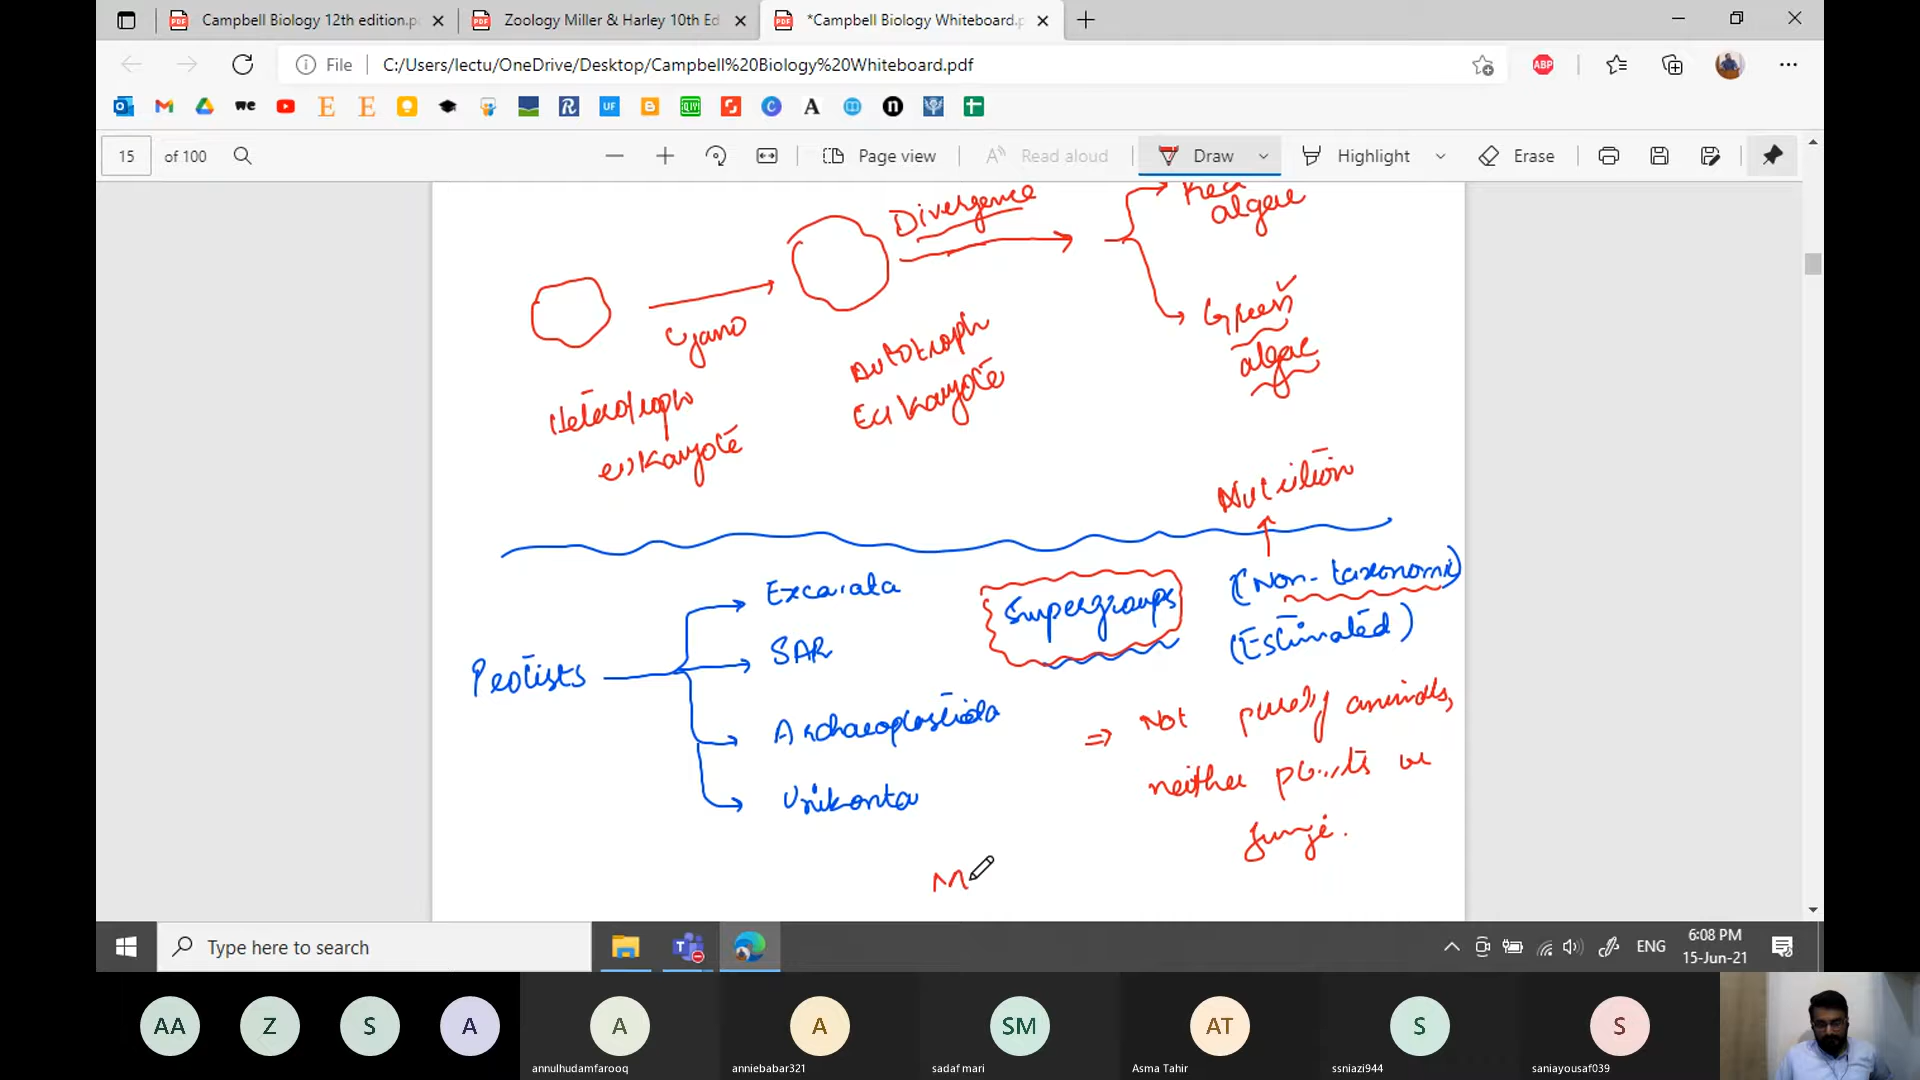 Campbell Biology 12th edition.p
Zoology Miller & Harley 10th Ed
*Campbell Biology Whiteboard.p
File
C:/Users/lectu/OneDrive/Desktop/Campbell%20Biology%20Whiteboard.pdf
ABP
15 of 100
Page view
Read aloud
Draw
Highlight
Erase
Divergence
Red
algae
Cyano
Green
algae
Autotroph
Eukaryote
Heterotroph
eukaryote
Nutrition
Excavata
Supergroups
(Non-taxonomic)
(Estimated)
SAR
Protists
Archaeoplastida
⇒ Not purely animals,
neither plants or
fungi.
Unikonta
M
Type here to search
ENG
6:08 PM
15-Jun-21
AA
Z
S
A
A
annulhudamfarooq
A
anniebabar321
SM
sadaf mari
AT
Asma Tahir
S
ssniazi944
S
saniayousaf039